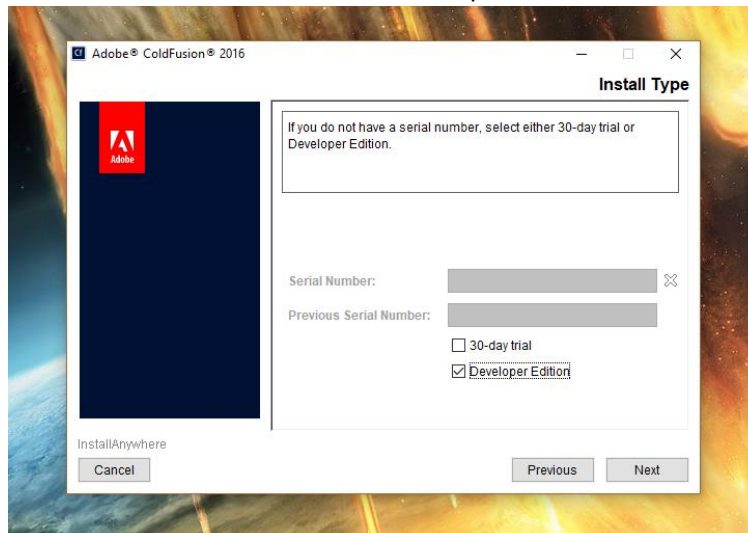 Adobe® ColdFusion® 2016
Install Type
Adobe
If you do not have a serial number, select either 30-day trial or
Developer Edition.
Serial Number:
Previous Serial Number:
30-day trial
Developer Edition
InstallAnywhere
Cancel
Previous
Next